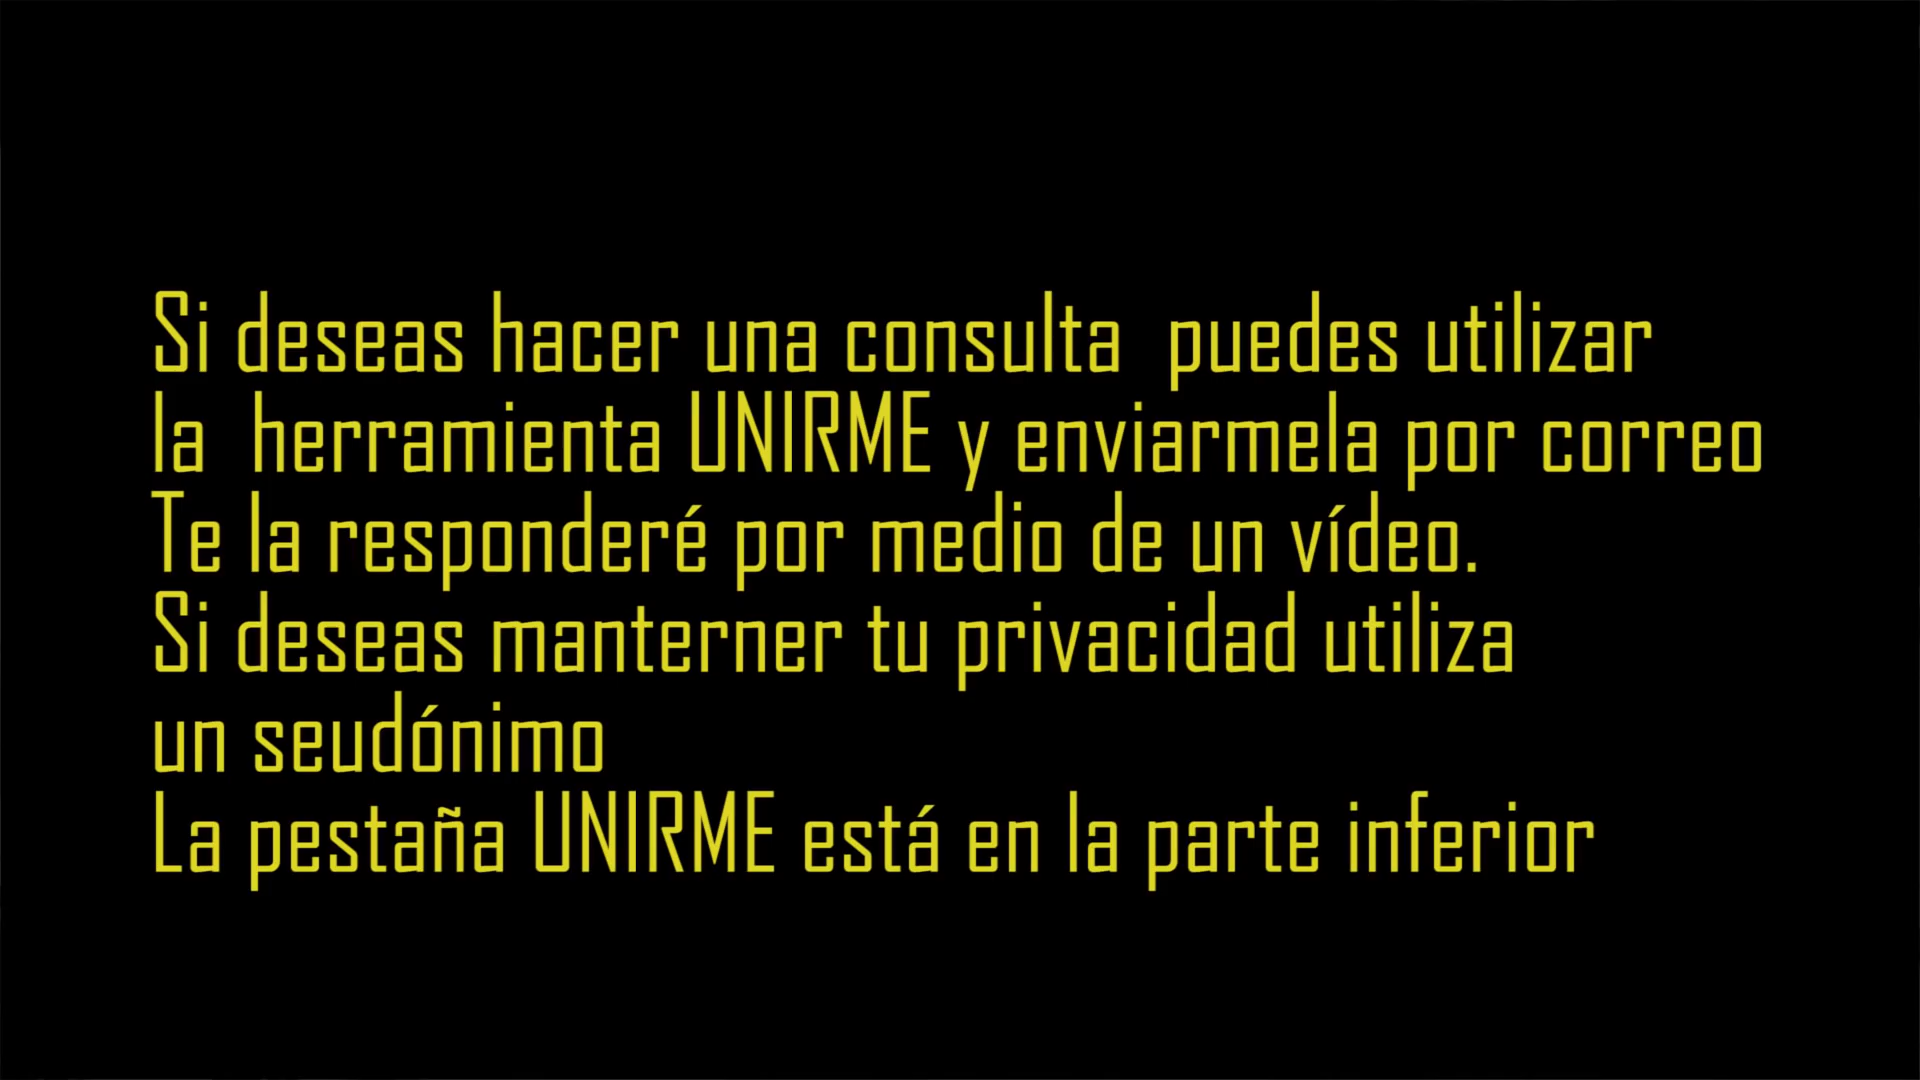 Si deseas hacer una consulta  puedes utilizar
la  herramienta UNIRME y enviarmela por correo
Te la responderé por medio de un vídeo.
Si deseas manterner tu privacidad utiliza
un seudónimo
La pestaña UNIRME está en la parte inferior